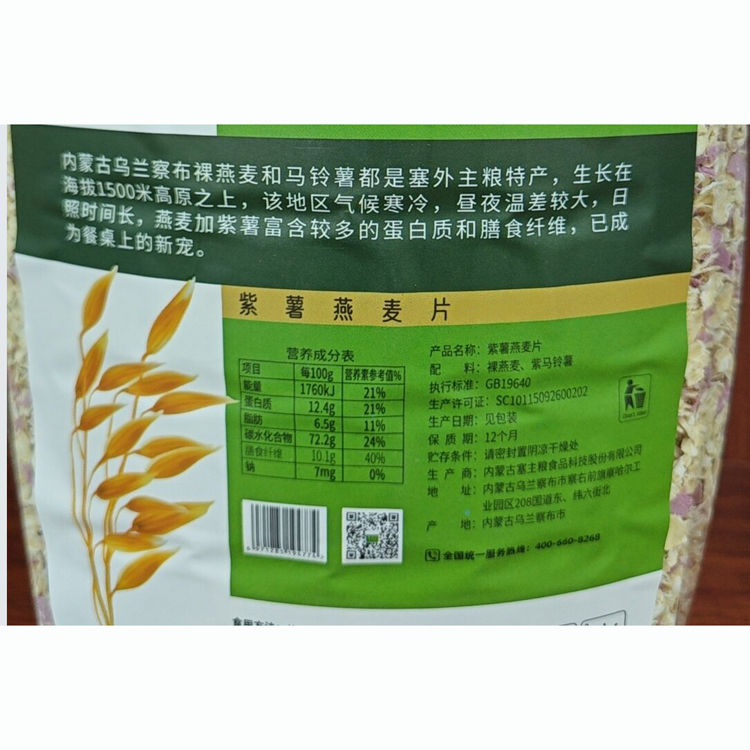 内蒙古乌兰察布裸燕麦和马铃薯都是塞外主粮特产，生长在
海拔1500米高原之上，该地区气候寒冷，昼夜温差较大，日
照时间长，燕麦加紫薯富含较多的蛋白质和膳食纤维，已成
为餐桌上的新宠。
紫薯燕麦片
营养成分表
项目 每100g 营养素参考值%
能量 1760kJ 21%
蛋白质 12.4g 21%
脂肪 6.5g 11%
碳水化合物 72.2g 24%
膳食纤维 10.1g 40%
钠 7mg 0%
产品名称：紫薯燕麦片
配 料：裸燕麦、紫马铃薯
执行标准：GB19640
生产许可证：SC10115092600202
生产日期：见包装
保 质 期：12个月
贮存条件：请密封置阴凉干燥处
生 产 商：内蒙古塞主粮食品科技股份有限公司
地 址：内蒙古乌兰察布市察右前旗察哈尔工
业园区208国道东、纬六街北
产 地：内蒙古乌兰察布市
全国统一服务热线：400-660-8268